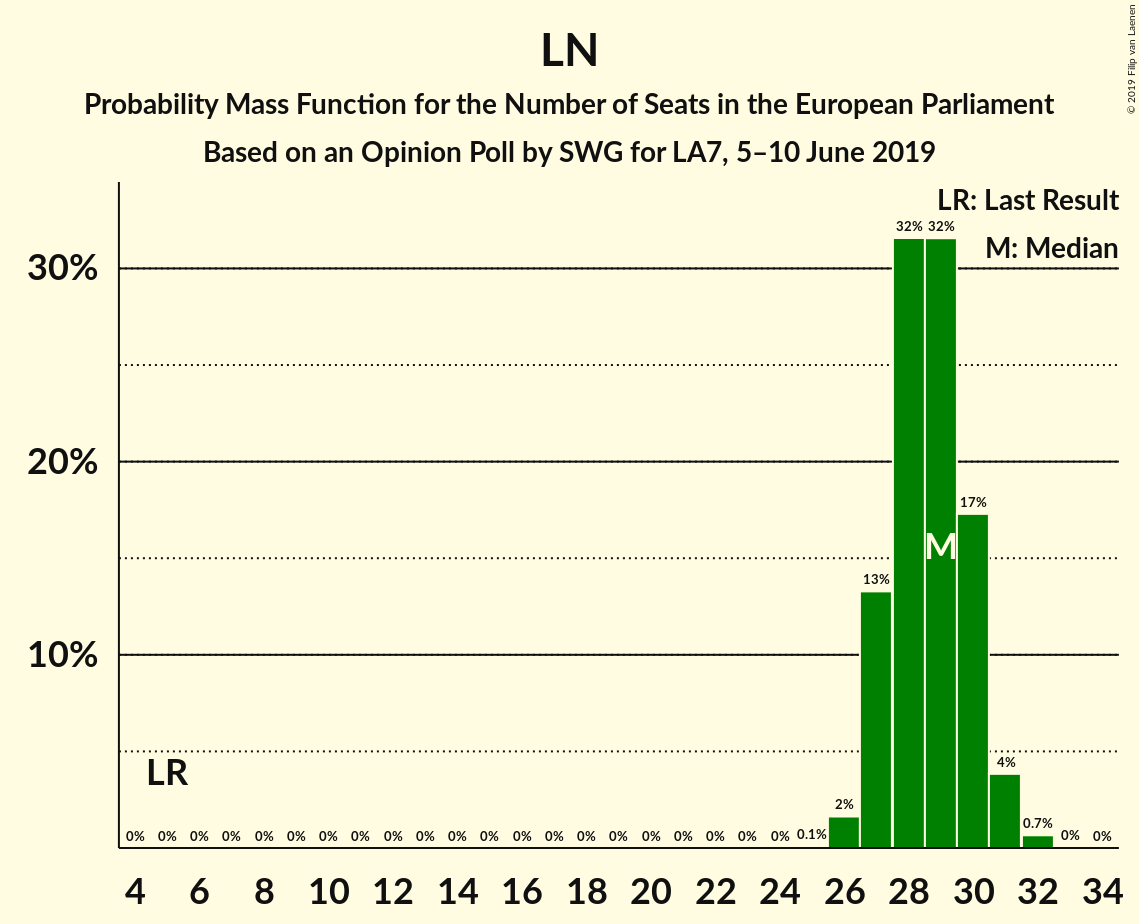 LN
Probability Mass Function for the Number of Seats in the European Parliament
Based on an Opinion Poll by SWG for LA7, 5–10 June 2019
© 2019 Filip van Laenen
LR: Last Result
M: Median
32% 32%
30%
20%
17%
M
13%
10%
LR
4%
2%
0.7%
0% 0% 0% 0% 0% 0% 0% 0% 0% 0% 0% 0% 0% 0% 0% 0% 0% 0% 0% 0% 0% 0.1% 0% 0%
4 6 8 10 12 14 16 18 20 22 24 26 28 30 32 34